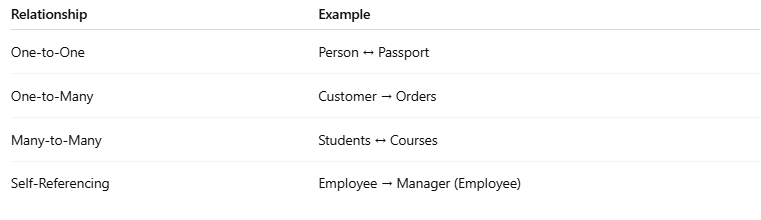 Relationship Example
One-to-One Person ↔ Passport
One-to-Many Customer → Orders
Many-to-Many Students ↔ Courses
Self-Referencing Employee → Manager (Employee)